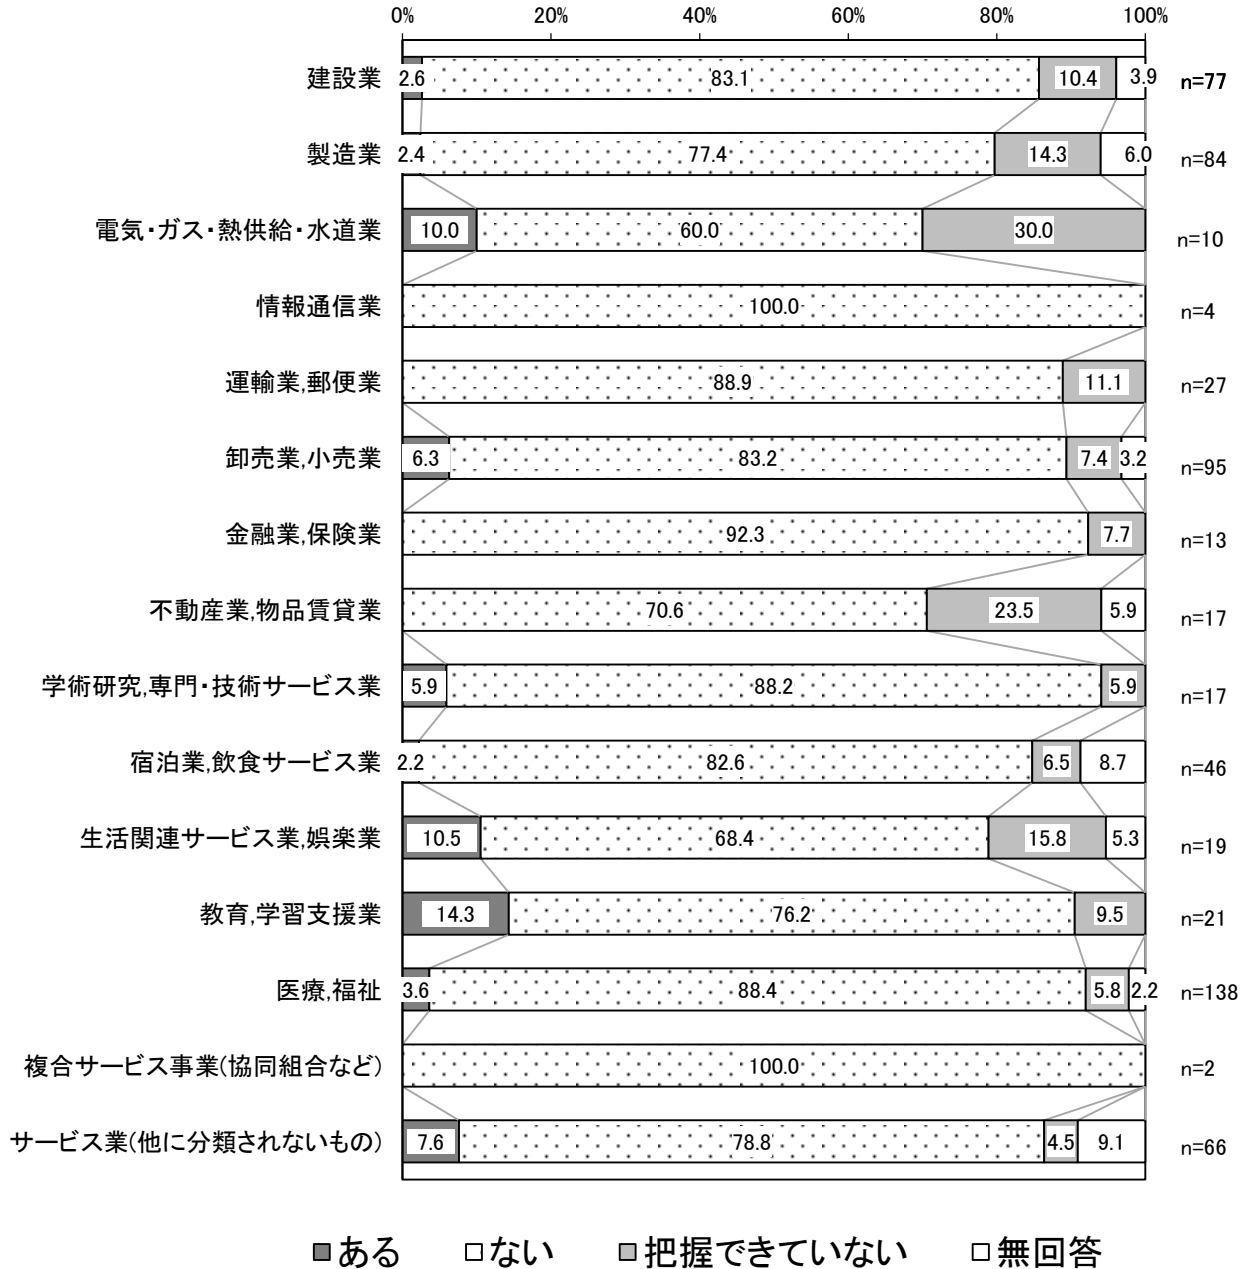 0% 20% 40% 60% 80% 100%
建設業 2.6 83.1 10.4 3.9 n=77
製造業 2.4 77.4 14.3 6.0 n=84
電気・ガス・熱供給・水道業 10.0 60.0 30.0 n=10
情報通信業 100.0 n=4
運輸業,郵便業 88.9 11.1 n=27
卸売業,小売業 6.3 83.2 7.4 3.2 n=95
金融業,保険業 92.3 7.7 n=13
不動産業,物品賃貸業 70.6 23.5 5.9 n=17
学術研究,専門・技術サービス業 5.9 88.2 5.9 n=17
宿泊業,飲食サービス業 2.2 82.6 6.5 8.7 n=46
生活関連サービス業,娯楽業 10.5 68.4 15.8 5.3 n=19
教育,学習支援業 14.3 76.2 9.5 n=21
医療,福祉 3.6 88.4 5.8 2.2 n=138
複合サービス事業(協同組合など) 100.0 n=2
サービス業(他に分類されないもの) 7.6 78.8 4.5 9.1 n=66
ある ない 把握できていない 無回答